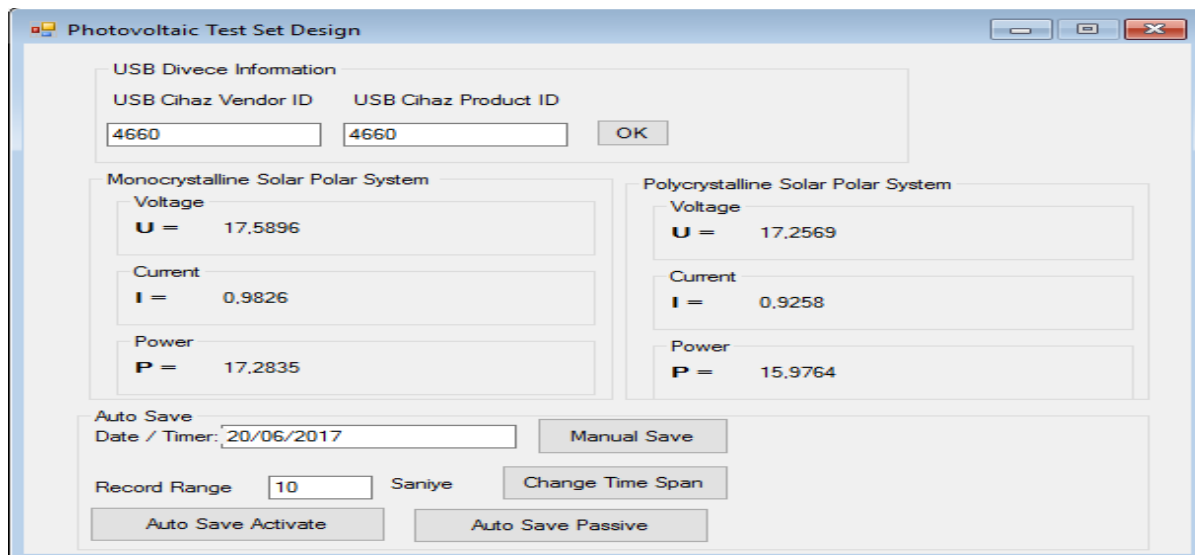 Photovoltaic Test Set Design
USB Divece Information
USB Cihaz Vendor ID USB Cihaz Product ID
4660 4660 OK
Monocrystalline Solar Polar System
Voltage
U = 17,5896
Current
I = 0,9826
Power
P = 17,2835
Polycrystalline Solar Polar System
Voltage
U = 17,2569
Current
I = 0,9258
Power
P = 15,9764
Auto Save
Date / Timer: 20/06/2017 Manual Save
Record Range 10 Saniye Change Time Span
Auto Save Activate Auto Save Passive